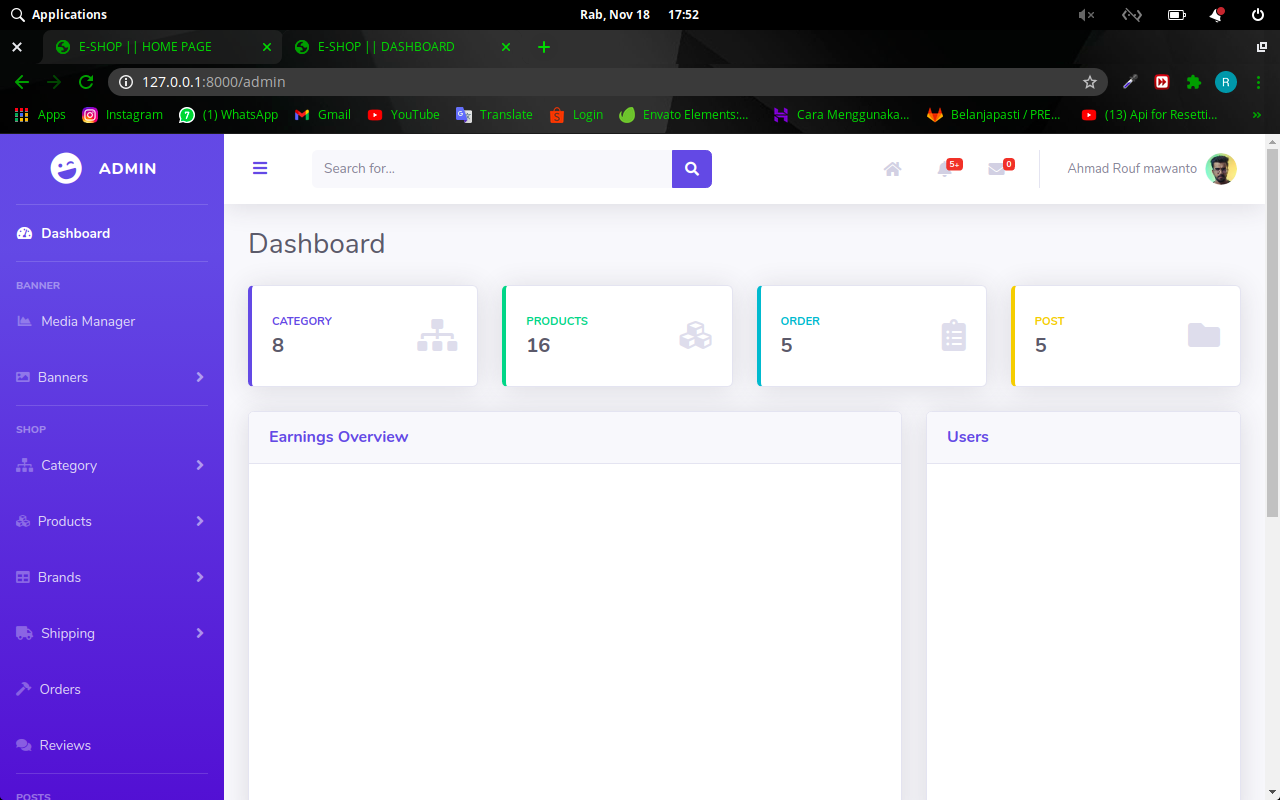 Applications
Rab, Nov 18 17:52
E-SHOP || HOME PAGE
E-SHOP || DASHBOARD
127.0.0.1:8000/admin
R
Apps
Instagram
(1) WhatsApp
Gmail
YouTube
Translate
Login
Envato Elements:...
Cara Menggunaka...
Belanjapasti / PRE...
(13) Api for Resetti...
»
ADMIN
Search for...
5+
0
Ahmad Rouf mawanto
Dashboard
BANNER
Media Manager
Banners
SHOP
Category
Products
Brands
Shipping
Orders
Reviews
POSTS
Dashboard
CATEGORY
8
PRODUCTS
16
ORDER
5
POST
5
Earnings Overview
Users